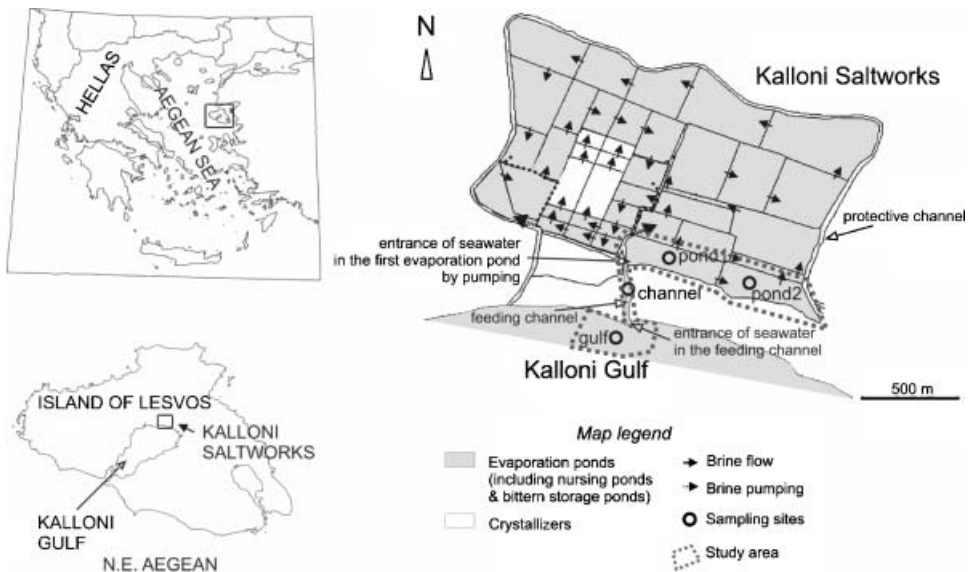 HELLAS
AEGEAN SEA
ISLAND OF LESVOS
KALLONI
SALTWORKS
KALLONI
GULF
N.E. AEGEAN
N
Kalloni Saltworks
protective channel
entrance of seawater
in the first evaporation pond
by pumping
pond1
pond2
channel
feeding channel
gulf
entrance of seawater
in the feeding channel
Kalloni Gulf
500 m
Map legend
Evaporation ponds
(including nursing ponds
& bittern storage ponds)
Crystallizers
Brine flow
Brine pumping
Sampling sites
Study area